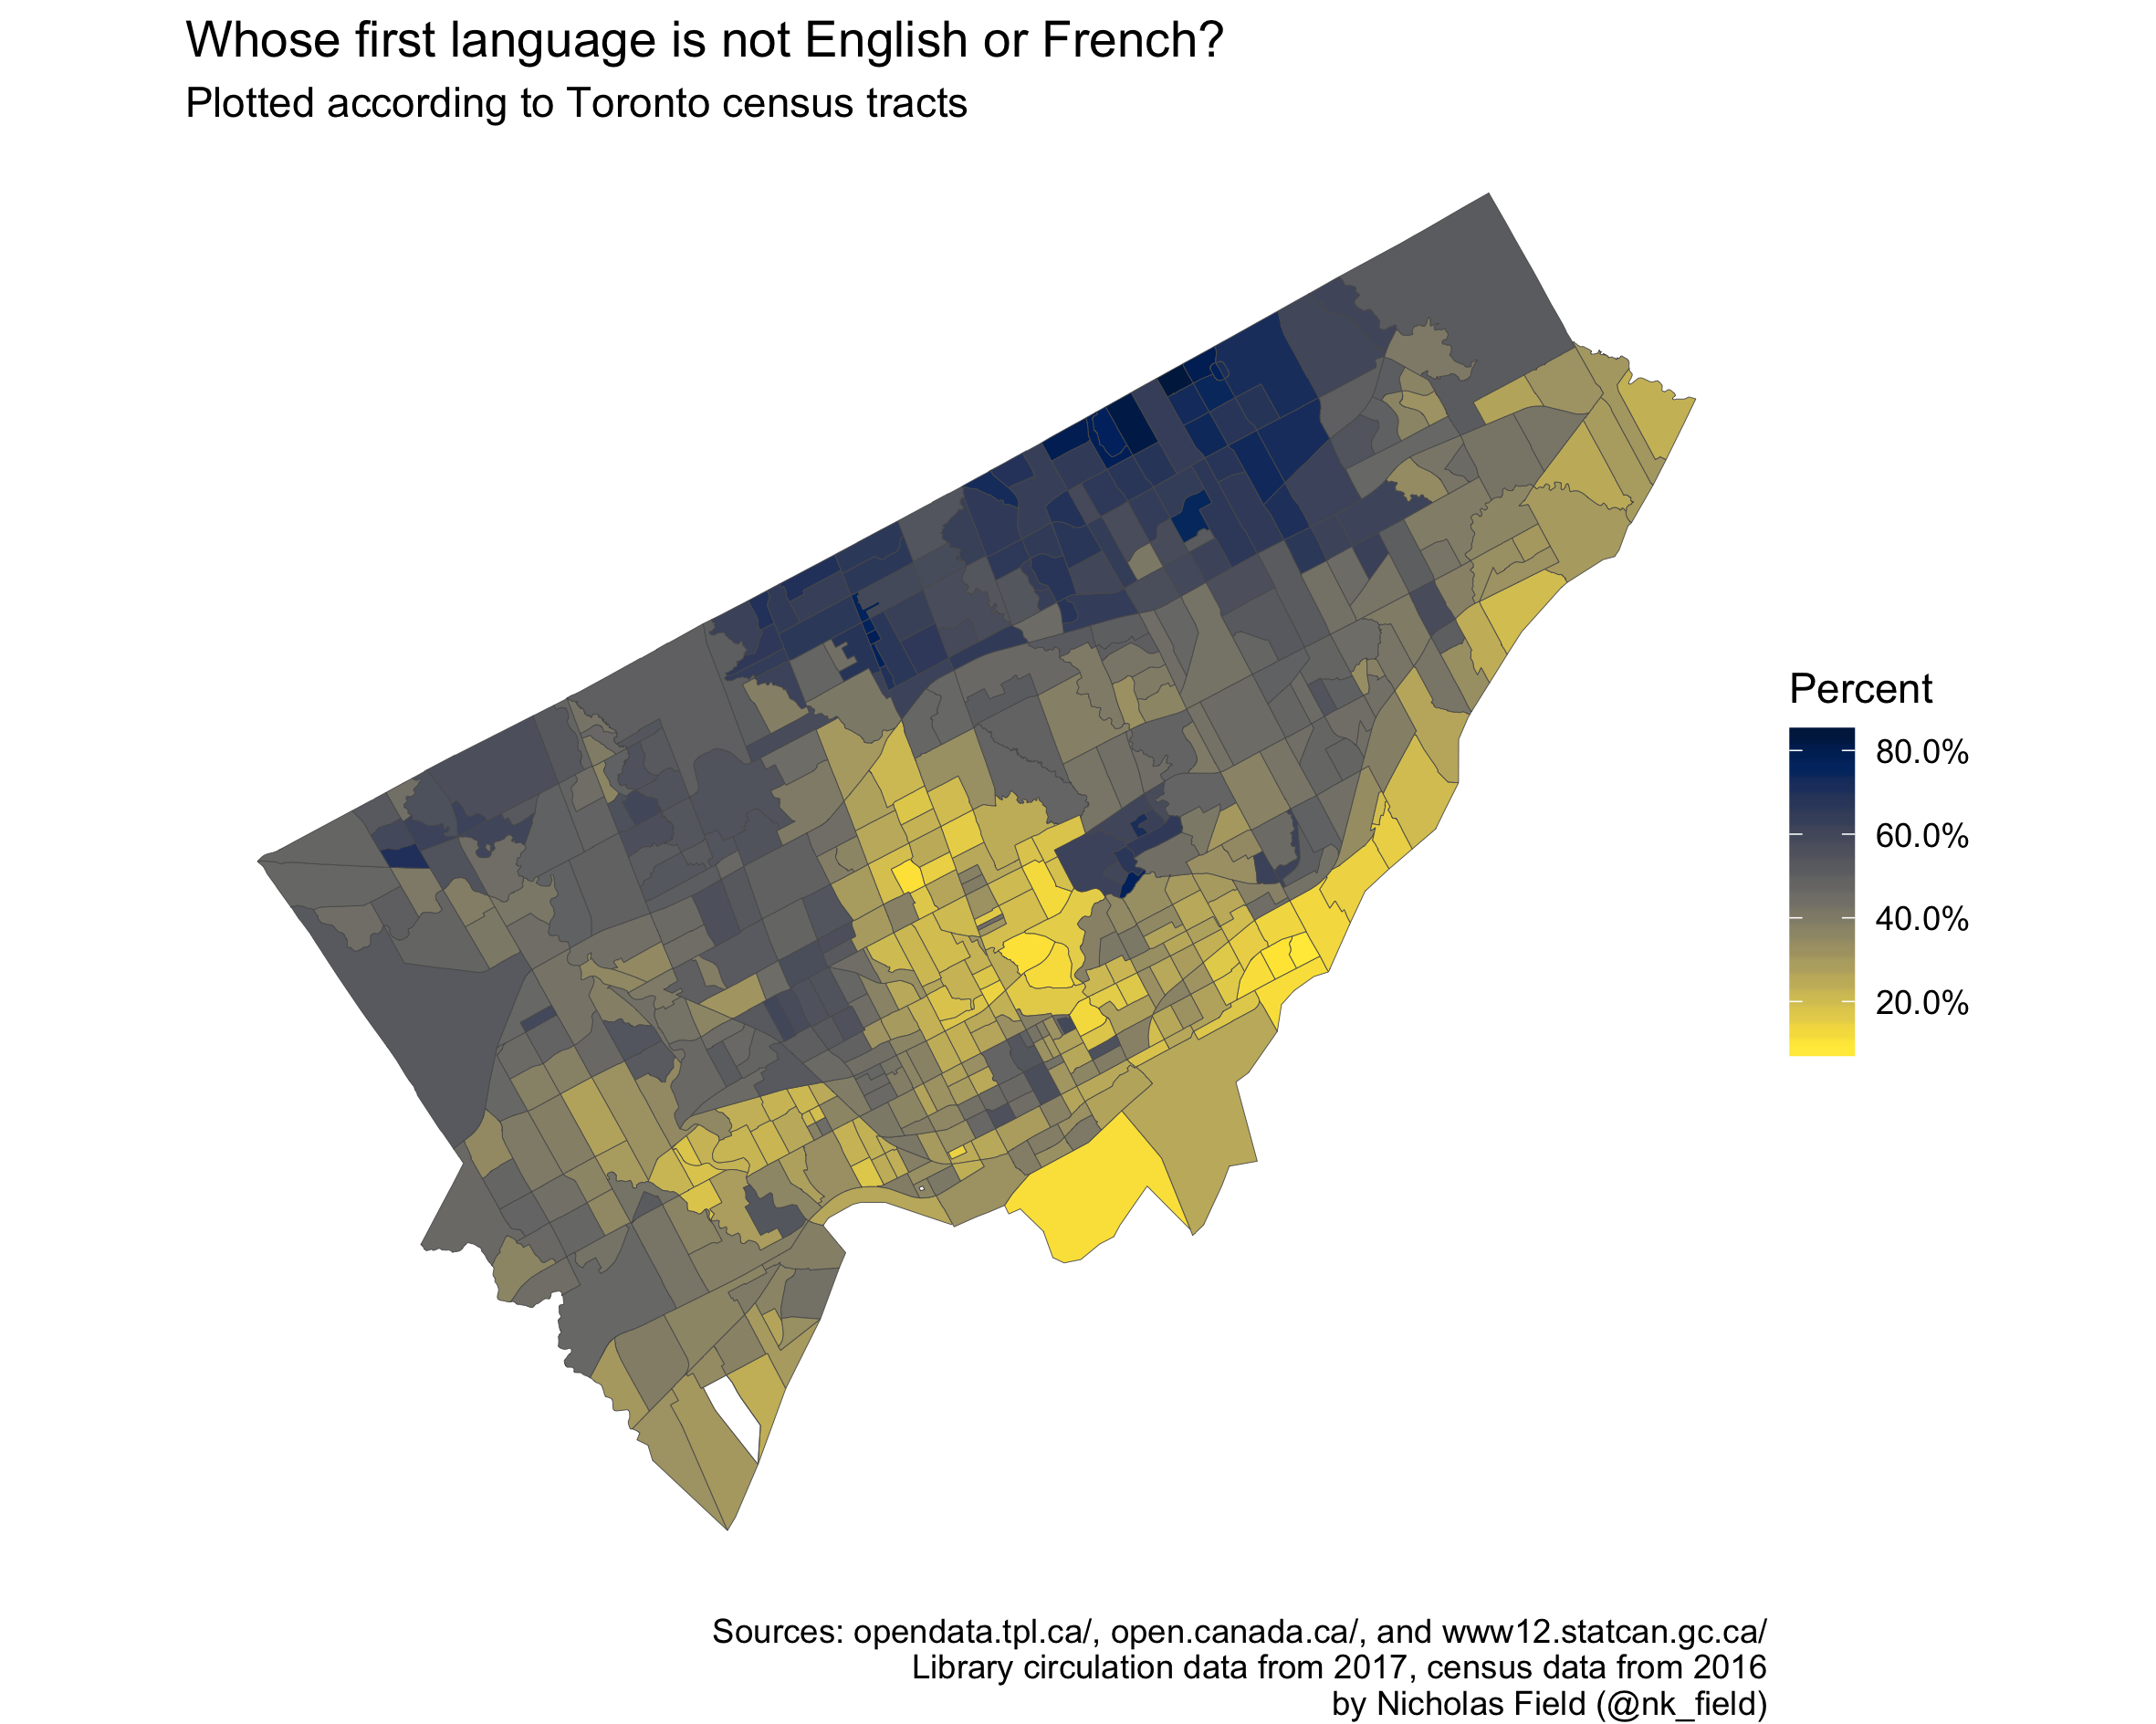 Whose first language is not English or French?
Plotted according to Toronto census tracts
Percent
80.0%
60.0%
40.0%
20.0%
Sources: opendata.tpl.ca/, open.canada.ca/, and www12.statcan.gc.ca/
Library circulation data from 2017, census data from 2016
by Nicholas Field (@nk_field)